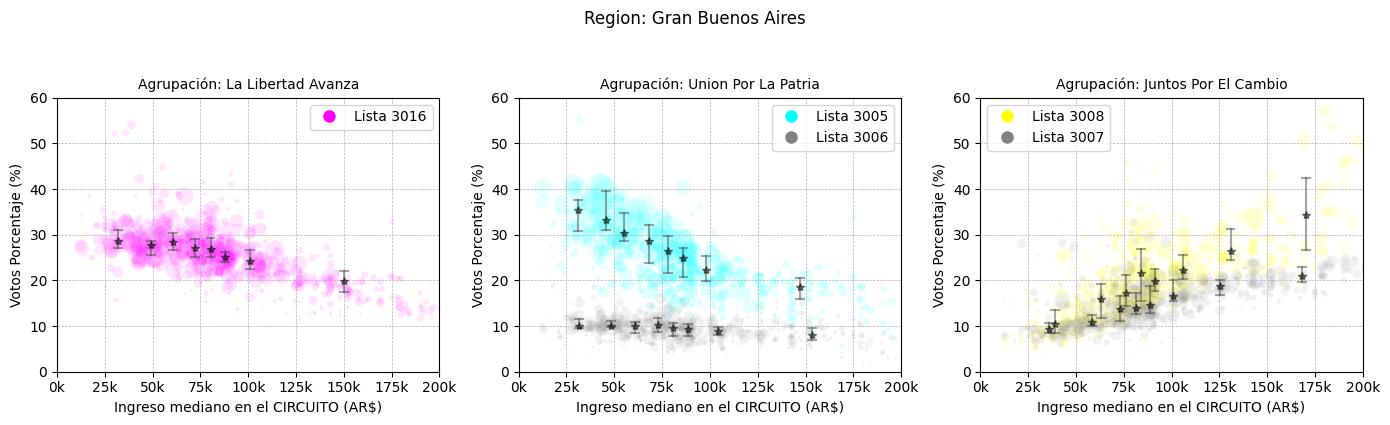 Region: Gran Buenos Aires
Agrupación: La Libertad Avanza
Lista 3016
Votos Porcentaje (%)
60
50
40
30
20
10
0
0k 25k 50k 75k 100k 125k 150k 175k 200k
Ingreso mediano en el CIRCUITO (AR$)
Agrupación: Union Por La Patria
Lista 3005
Lista 3006
Votos Porcentaje (%)
60
50
40
30
20
10
0
0k 25k 50k 75k 100k 125k 150k 175k 200k
Ingreso mediano en el CIRCUITO (AR$)
Agrupación: Juntos Por El Cambio
Lista 3008
Lista 3007
Votos Porcentaje (%)
60
50
40
30
20
10
0
0k 25k 50k 75k 100k 125k 150k 175k 200k
Ingreso mediano en el CIRCUITO (AR$)